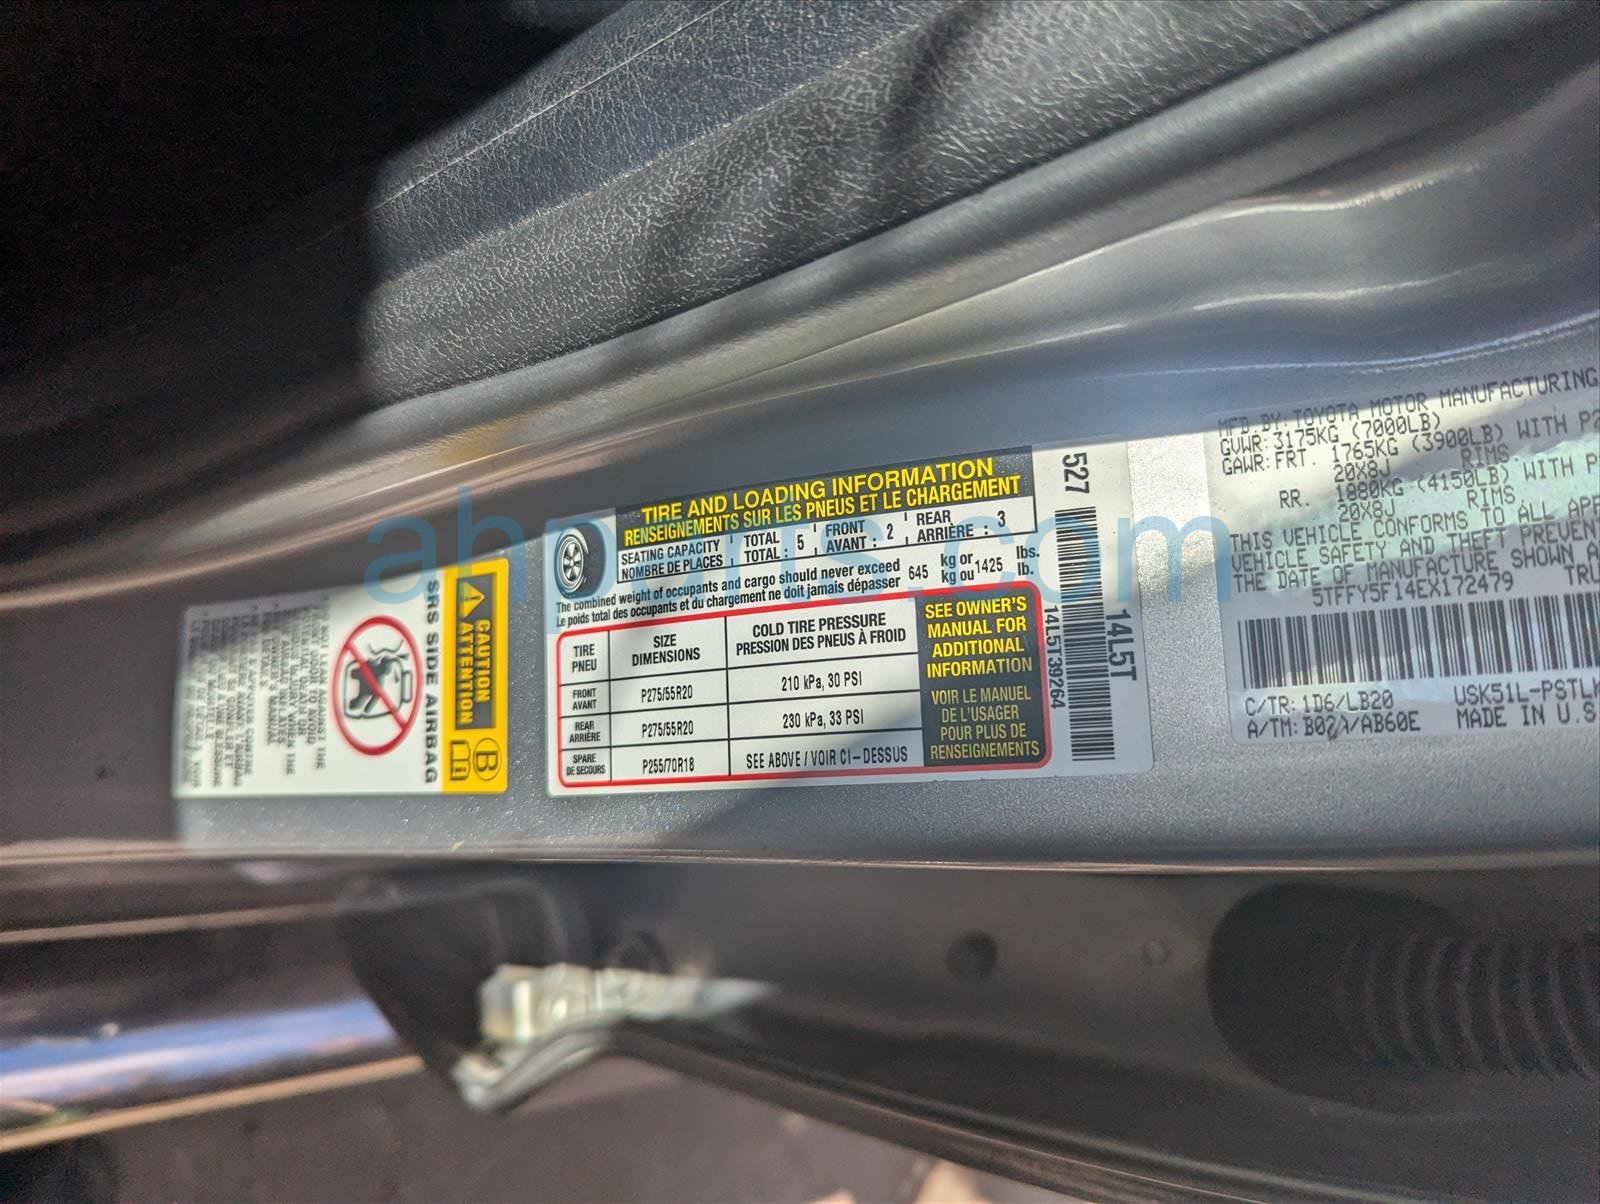 TIRE AND LOADING INFORMATION
RENSEIGNEMENTS SUR LES PNEUS ET LE CHARGEMENT
SEATING CAPACITY TOTAL : 5 FRONT : 2 REAR : 3
NOMBRE DE PLACES TOTAL AVANT ARRIÈRE
The combined weight of occupants and cargo should never exceed 645 kg or 1425 lbs.
Le poids total des occupants et du chargement ne doit jamais dépasser kg ou lb.
TIRE SIZE COLD TIRE PRESSURE
PNEU DIMENSIONS PRESSION DES PNEUS À FROID
FRONT P275/55R20 210 kPa, 30 PSI
AVANT
REAR P275/55R20 230 kPa, 33 PSI
ARRIÈRE
SPARE P255/70R18 SEE ABOVE / VOIR CI-DESSUS
DE SECOURS
SEE OWNER'S
MANUAL FOR
ADDITIONAL
INFORMATION
VOIR LE MANUEL
DE L'USAGER
POUR PLUS DE
RENSEIGNEMENTS
527
14L5T39264
14L5T
CAUTION
ATTENTION
B
SRS SIDE AIRBAG
MFD BY: TOYOTA MOTOR MANUFACTURING
GVWR: 3175KG (7000LB)
GAWR: FRT. 1765KG (3900LB) WITH
20X8J RIMS
RR. 1880KG (4150LB) WITH
20X8J RIMS
THIS VEHICLE CONFORMS TO ALL
VEHICLE SAFETY AND THEFT
THE DATE OF MANUFACTURE SHOWN
5TFFY5F14EX172479
C/TR: 1D6/LB20
A/TM: AB60E
MADE IN U.S
ahparts.com